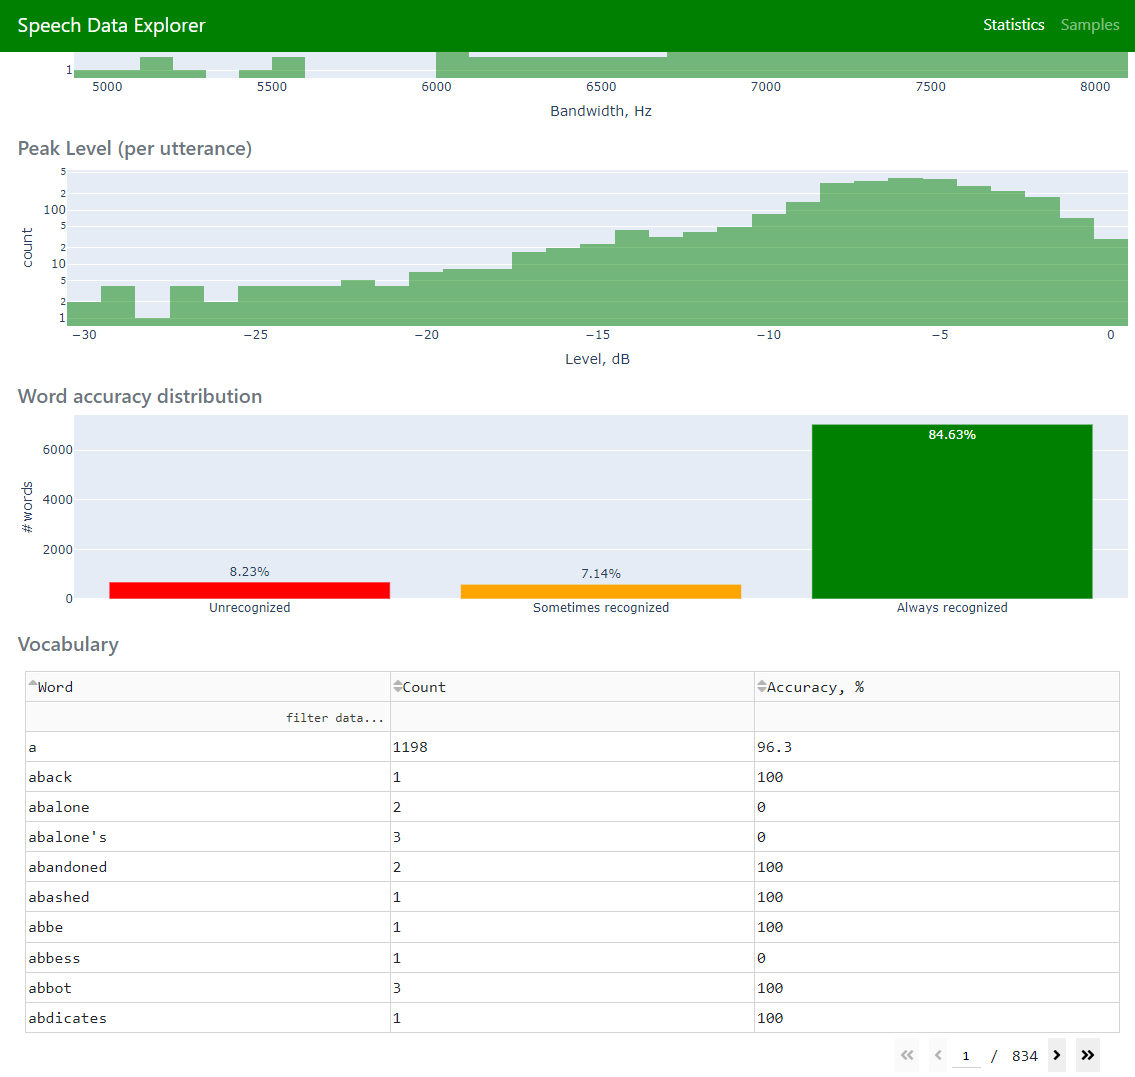 Speech Data Explorer Statistics Samples
1
5000 5500 6000 6500 7000 7500 8000
Bandwidth, Hz
Peak Level (per utterance)
5
2
100
5
2
10
5
2
1
count
−30 −25 −20 −15 −10 −5 0
Level, dB
Word accuracy distribution
84.63%
6000
4000
2000
0
# words
8.23% 7.14%
Unrecognized Sometimes recognized Always recognized
Vocabulary
Word Count Accuracy, %
filter data...
a 1198 96.3
aback 1 100
abalone 2 0
abalone's 3 0
abandoned 2 100
abashed 1 100
abbe 1 100
abbess 1 0
abbot 3 100
abdicates 1 100
« ‹ 1 / 834 › »